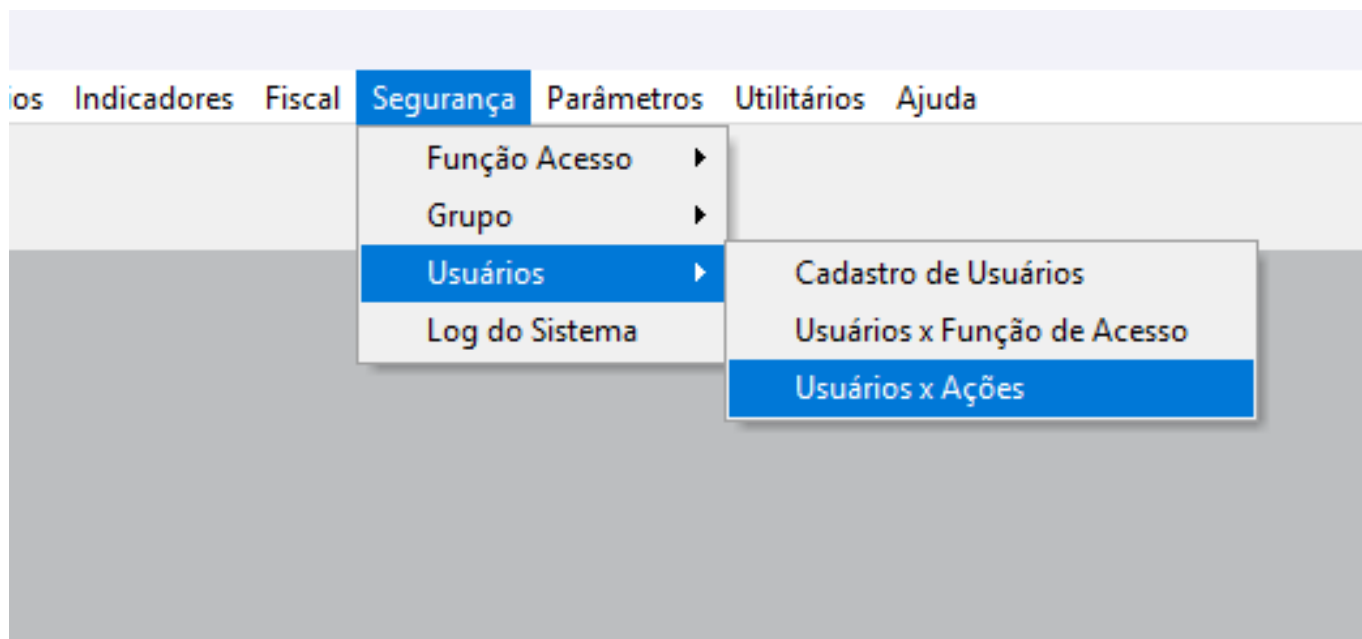 Indicadores Fiscal Segurança Parâmetros Utilitários Ajuda
Função Acesso
Grupo
Usuários
Log do Sistema
Cadastro de Usuários
Usuários x Função de Acesso
Usuários x Ações